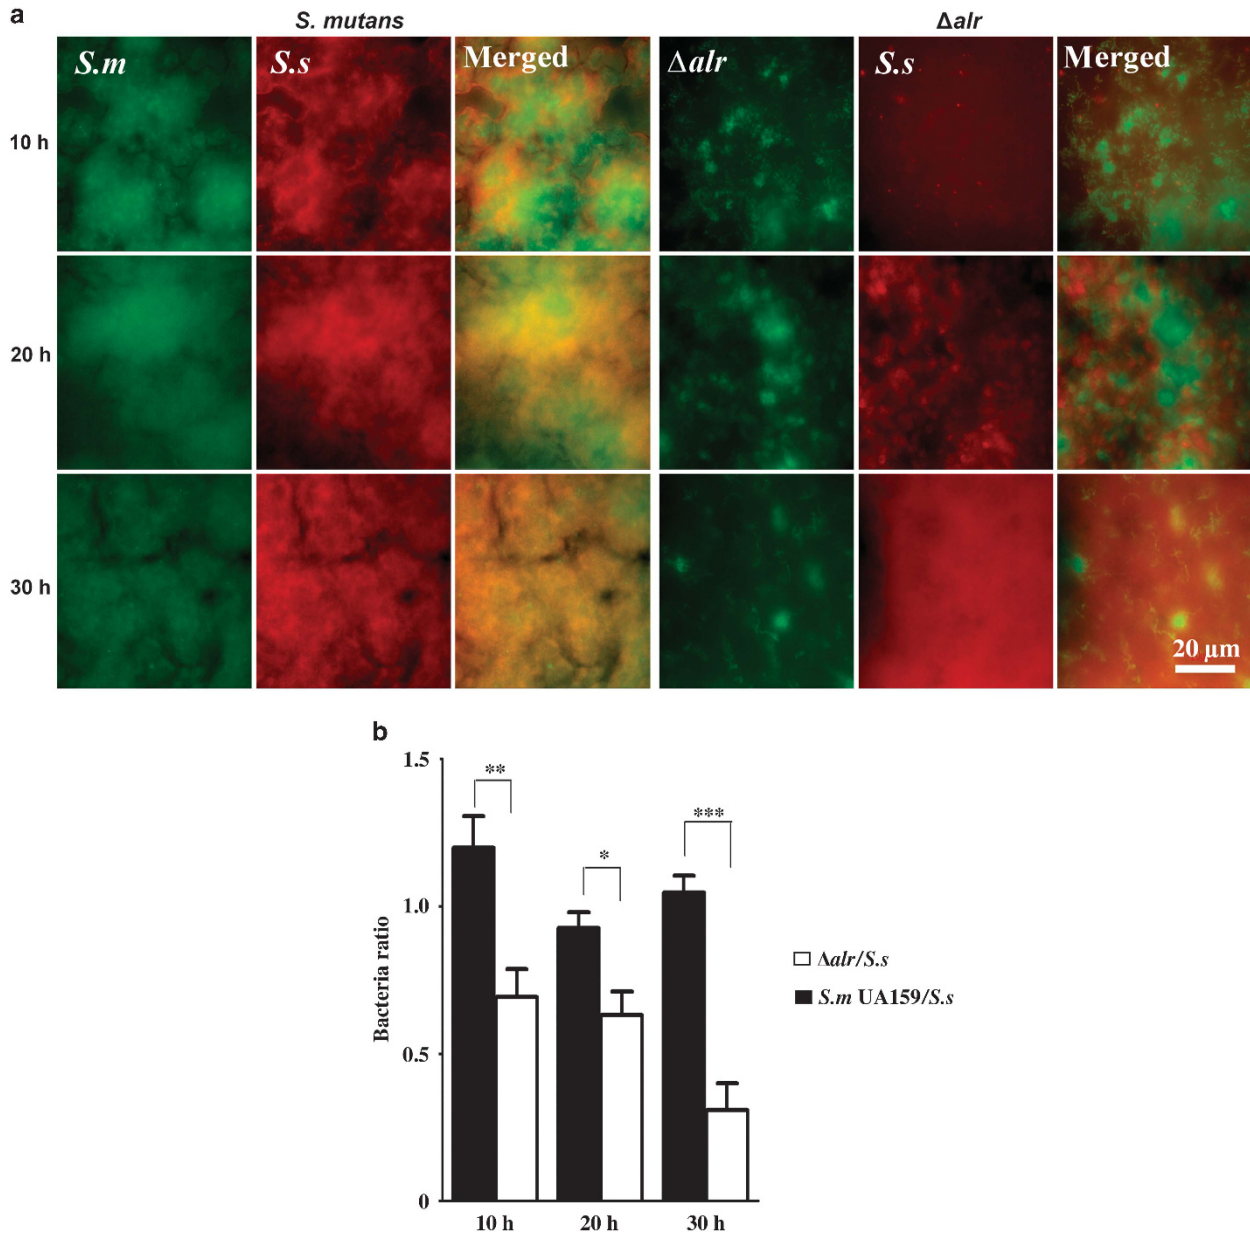 a
S. mutans
Δalr
S.m
S.s
Merged
Δalr
S.s
Merged
10 h
20 h
30 h
20 µm
b
1.5
1.0
0.5
0
Bacteria ratio
**
*
***
10 h
20 h
30 h
Δalr/S.s
S.m UA159/S.s